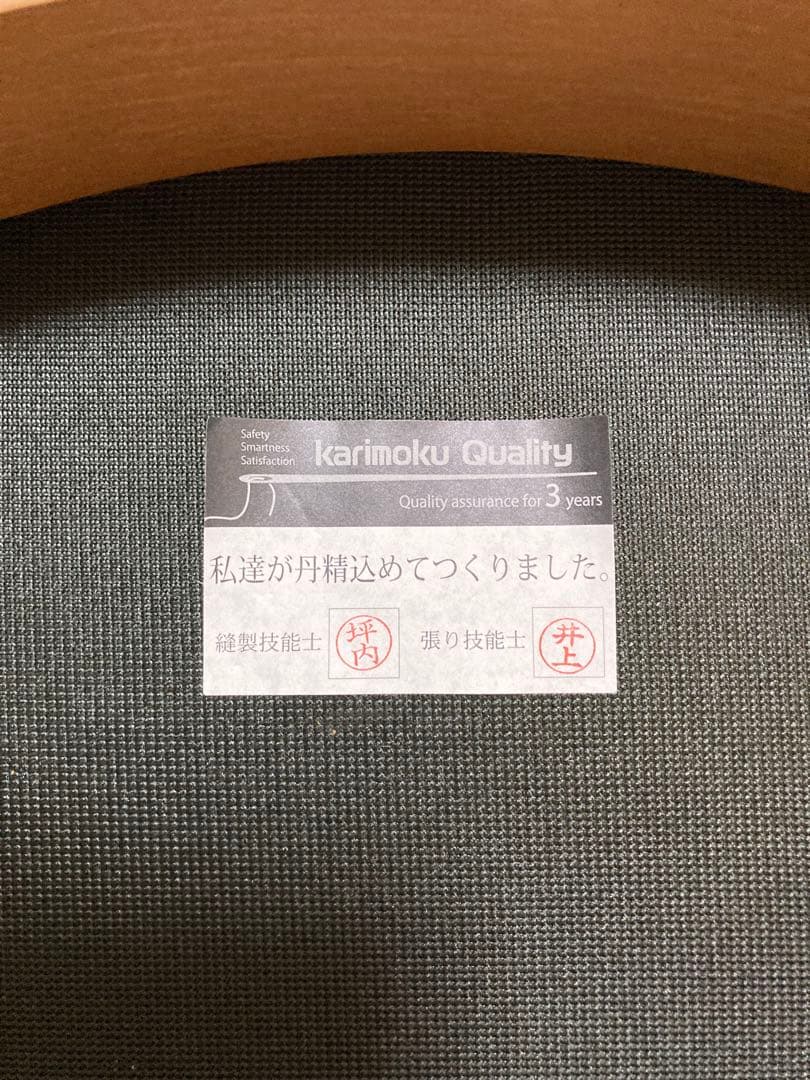 Safety
Smartness
Satisfaction
karimoku Quality
Quality assurance for 3 years
私達が丹精込めてつくりました。
縫製技能士 坪内 張り技能士 井上